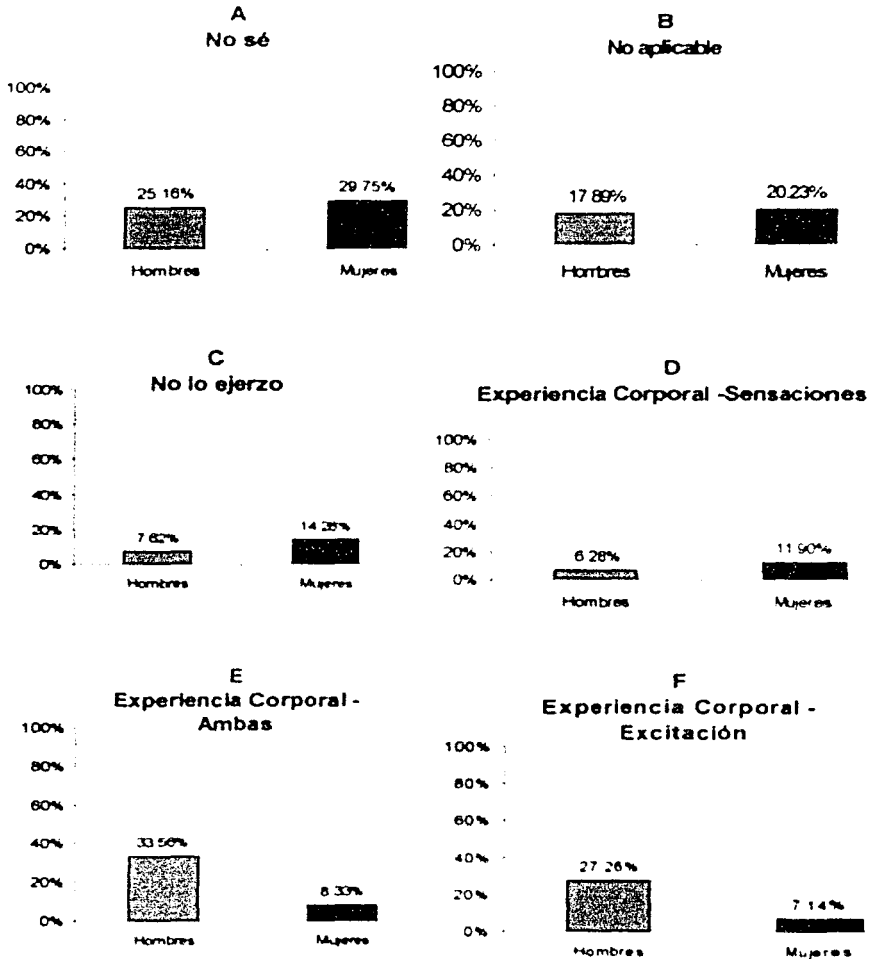 A
No sé
100%
80%
60%
40%
20%
0%
25.16%
29.75%
Hombres
Mujeres
B
No aplicable
100%
80%
60%
40%
20%
0%
17.89%
20.23%
Hombres
Mujeres
C
No lo ejerzo
100%
80%
60%
40%
20%
0%
7.62%
14.28%
Hombres
Mujeres
D
Experiencia Corporal -Sensaciones
100%
80%
60%
40%
20%
0%
6.28%
11.90%
Hombres
Mujeres
E
Experiencia Corporal -
Ambas
100%
80%
60%
40%
20%
0%
33.56%
8.33%
Hombres
Mujeres
F
Experiencia Corporal -
Excitación
100%
80%
60%
40%
20%
0%
27.26%
7.14%
Hombres
Mujeres